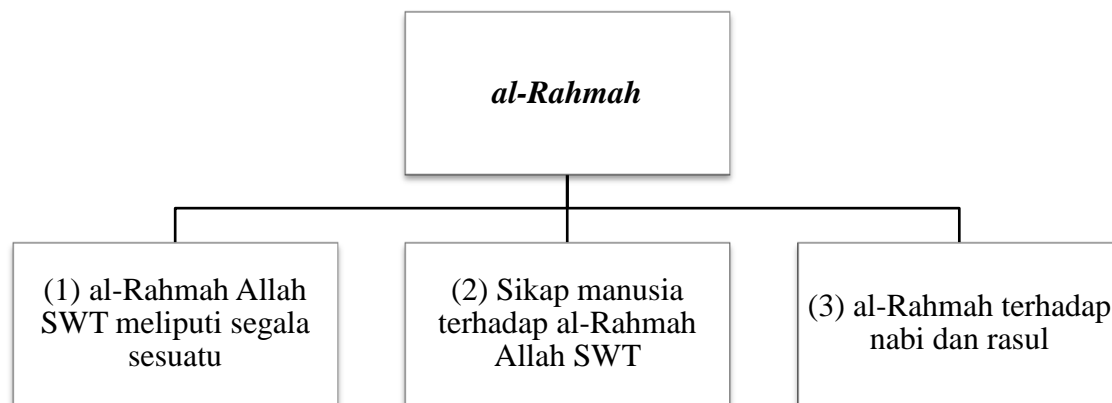 al-Rahmah
(1) al-Rahmah Allah
SWT meliputi segala
sesuatu
(2) Sikap manusia
terhadap al-Rahmah
Allah SWT
(3) al-Rahmah terhadap
nabi dan rasul